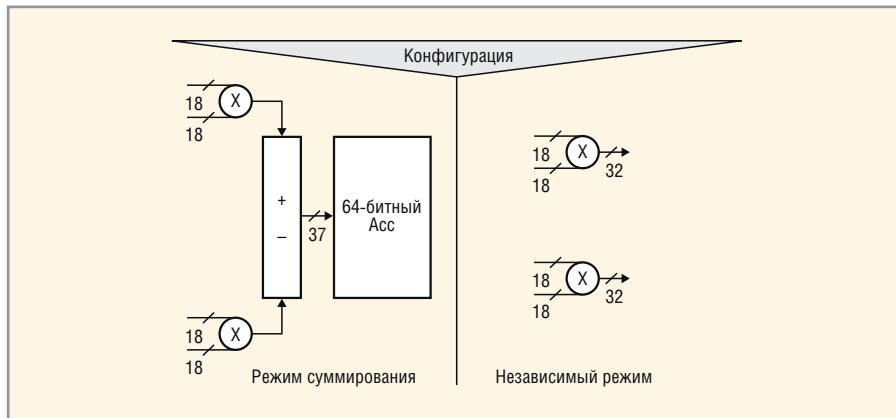 Конфигурация
18
X
18
+
–
37
64-битный
Acc
18
X
18
Режим суммирования
18
X
32
18
18
X
32
18
Независимый режим